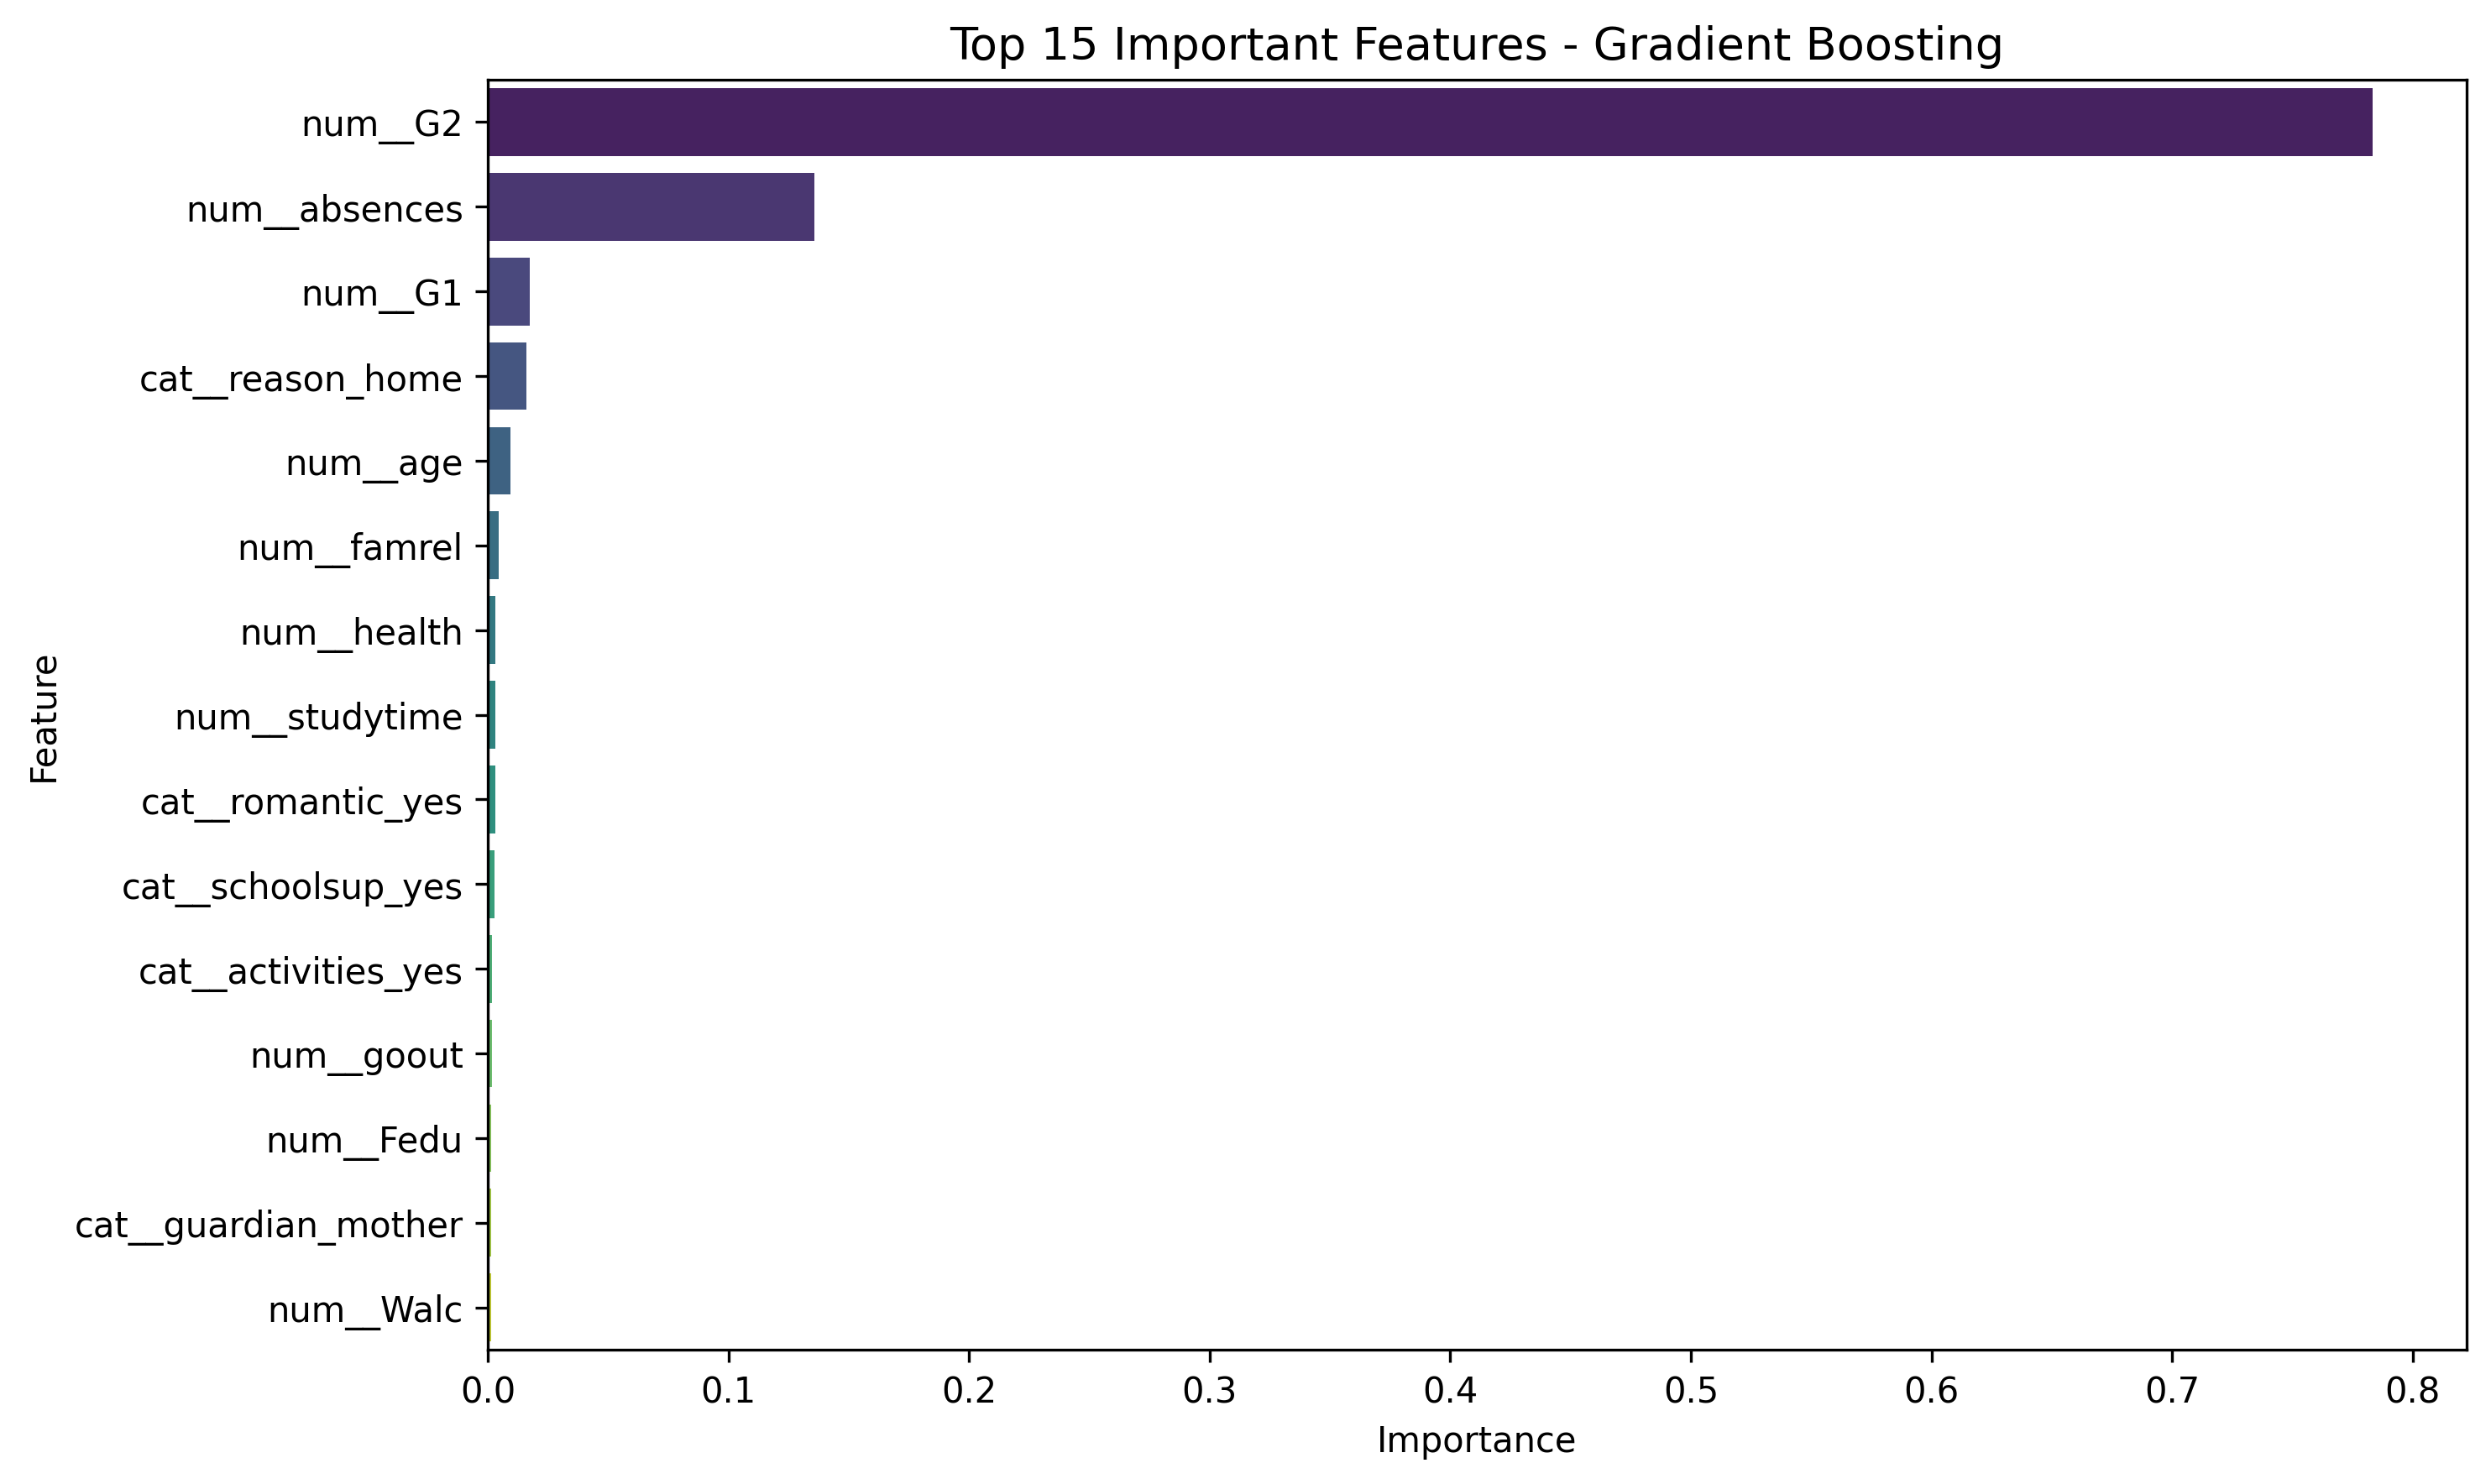 Top 15 Important Features - Gradient Boosting
Feature
num__G2
num__absences
num__G1
cat__reason_home
num__age
num__famrel
num__health
num__studytime
cat__romantic_yes
cat__schoolsup_yes
cat__activities_yes
num__goout
num__Fedu
cat__guardian_mother
num__Walc
0.0 0.1 0.2 0.3 0.4 0.5 0.6 0.7 0.8
Importance